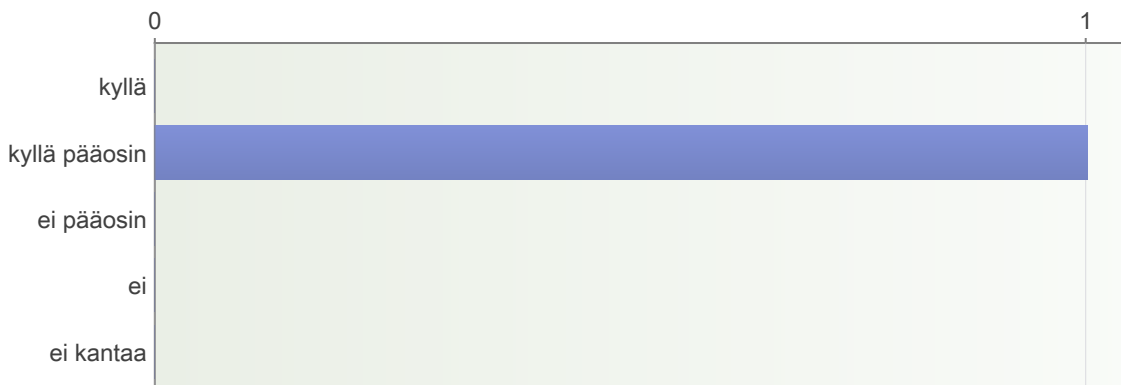 0 1
kyllä
kyllä pääosin
ei pääosin
ei
ei kantaa